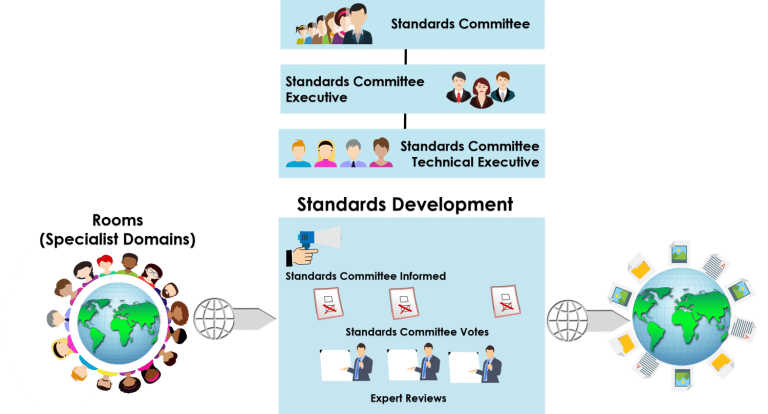 Standards Committee
Standards Committee
Executive
Standards Committee
Technical Executive
Standards Development
Rooms
(Specialist Domains)
Standards Committee Informed
Standards Committee Votes
Expert Reviews